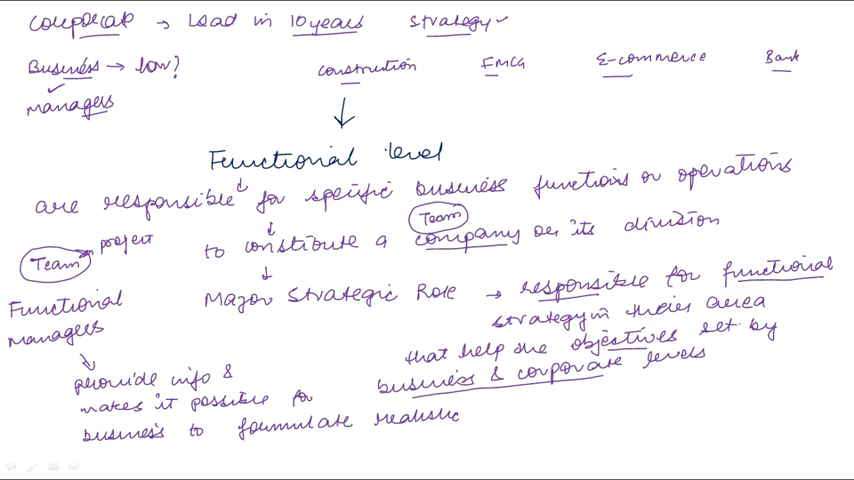 corporate → Lead in 10 years strategy
Business → low? construction FMCG E-commerce Bank
managers
Functional level
are responsible for specific business functions or operations
Team
to constitute a company or its division
Team project
Functional managers
Major Strategic Role → responsible for functional
strategy in their area
that help the objectives set by
business & corporate levels
provide info &
makes it possible for
business to formulate realistic